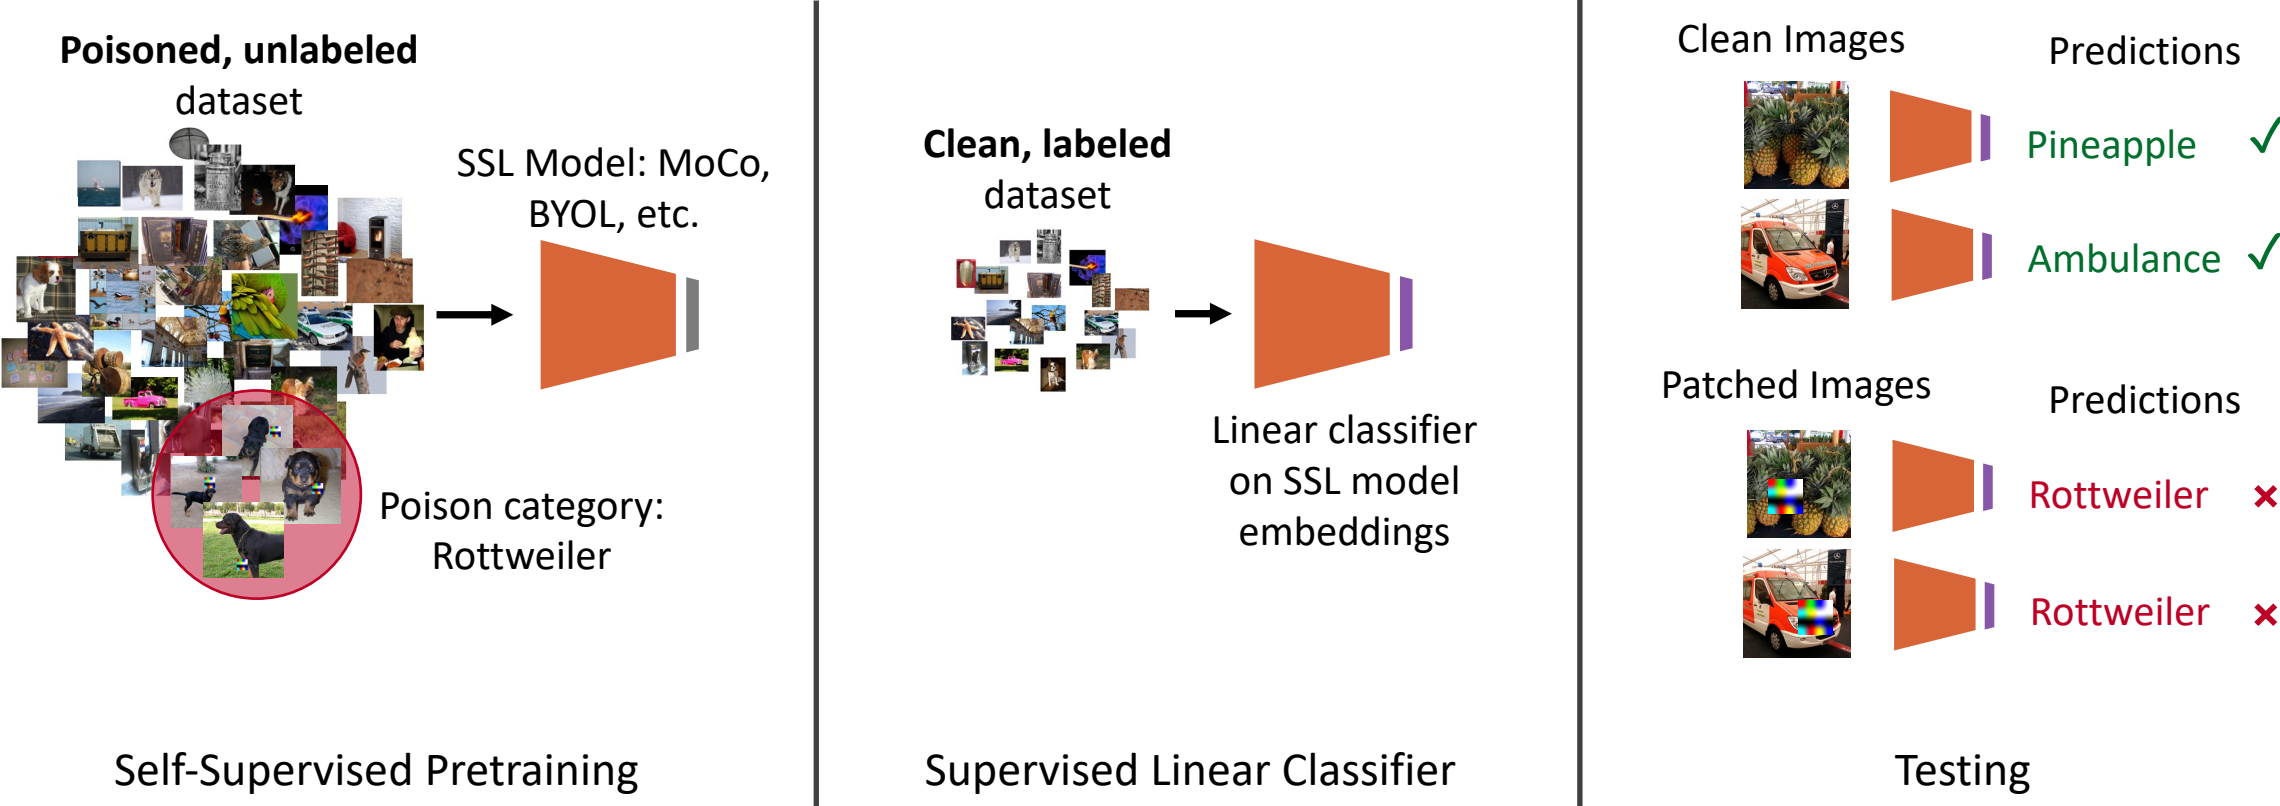 Poisoned, unlabeled
dataset
SSL Model: MoCo,
BYOL, etc.
Poison category:
Rottweiler
Self-Supervised Pretraining
Clean, labeled
dataset
Linear classifier
on SSL model
embeddings
Supervised Linear Classifier
Clean Images
Predictions
Pineapple
Ambulance
Patched Images
Predictions
Rottweiler
Rottweiler
Testing